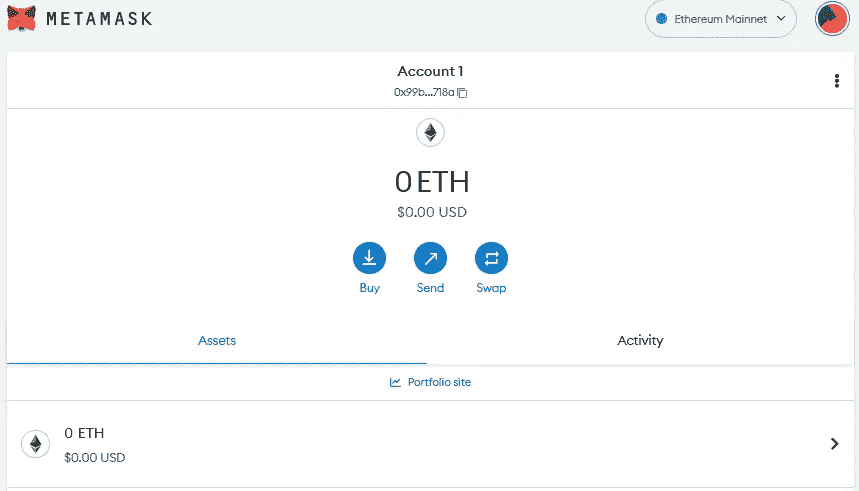 METAMASK
Ethereum Mainnet
Account 1
0x99b...718a
0 ETH
$0.00 USD
Buy Send Swap
Assets Activity
Portfolio site
0 ETH
$0.00 USD